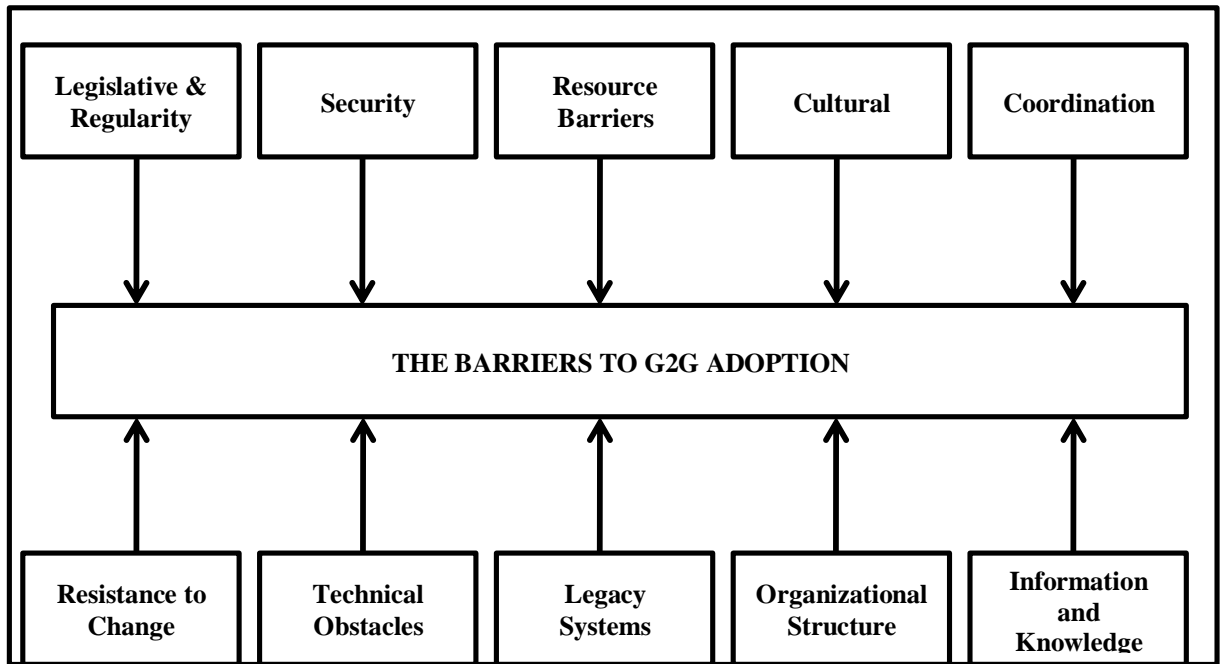 Legislative &
Regularity
Security
Resource
Barriers
Cultural
Coordination
THE BARRIERS TO G2G ADOPTION
Resistance to
Change
Technical
Obstacles
Legacy
Systems
Organizational
Structure
Information
and
Knowledge